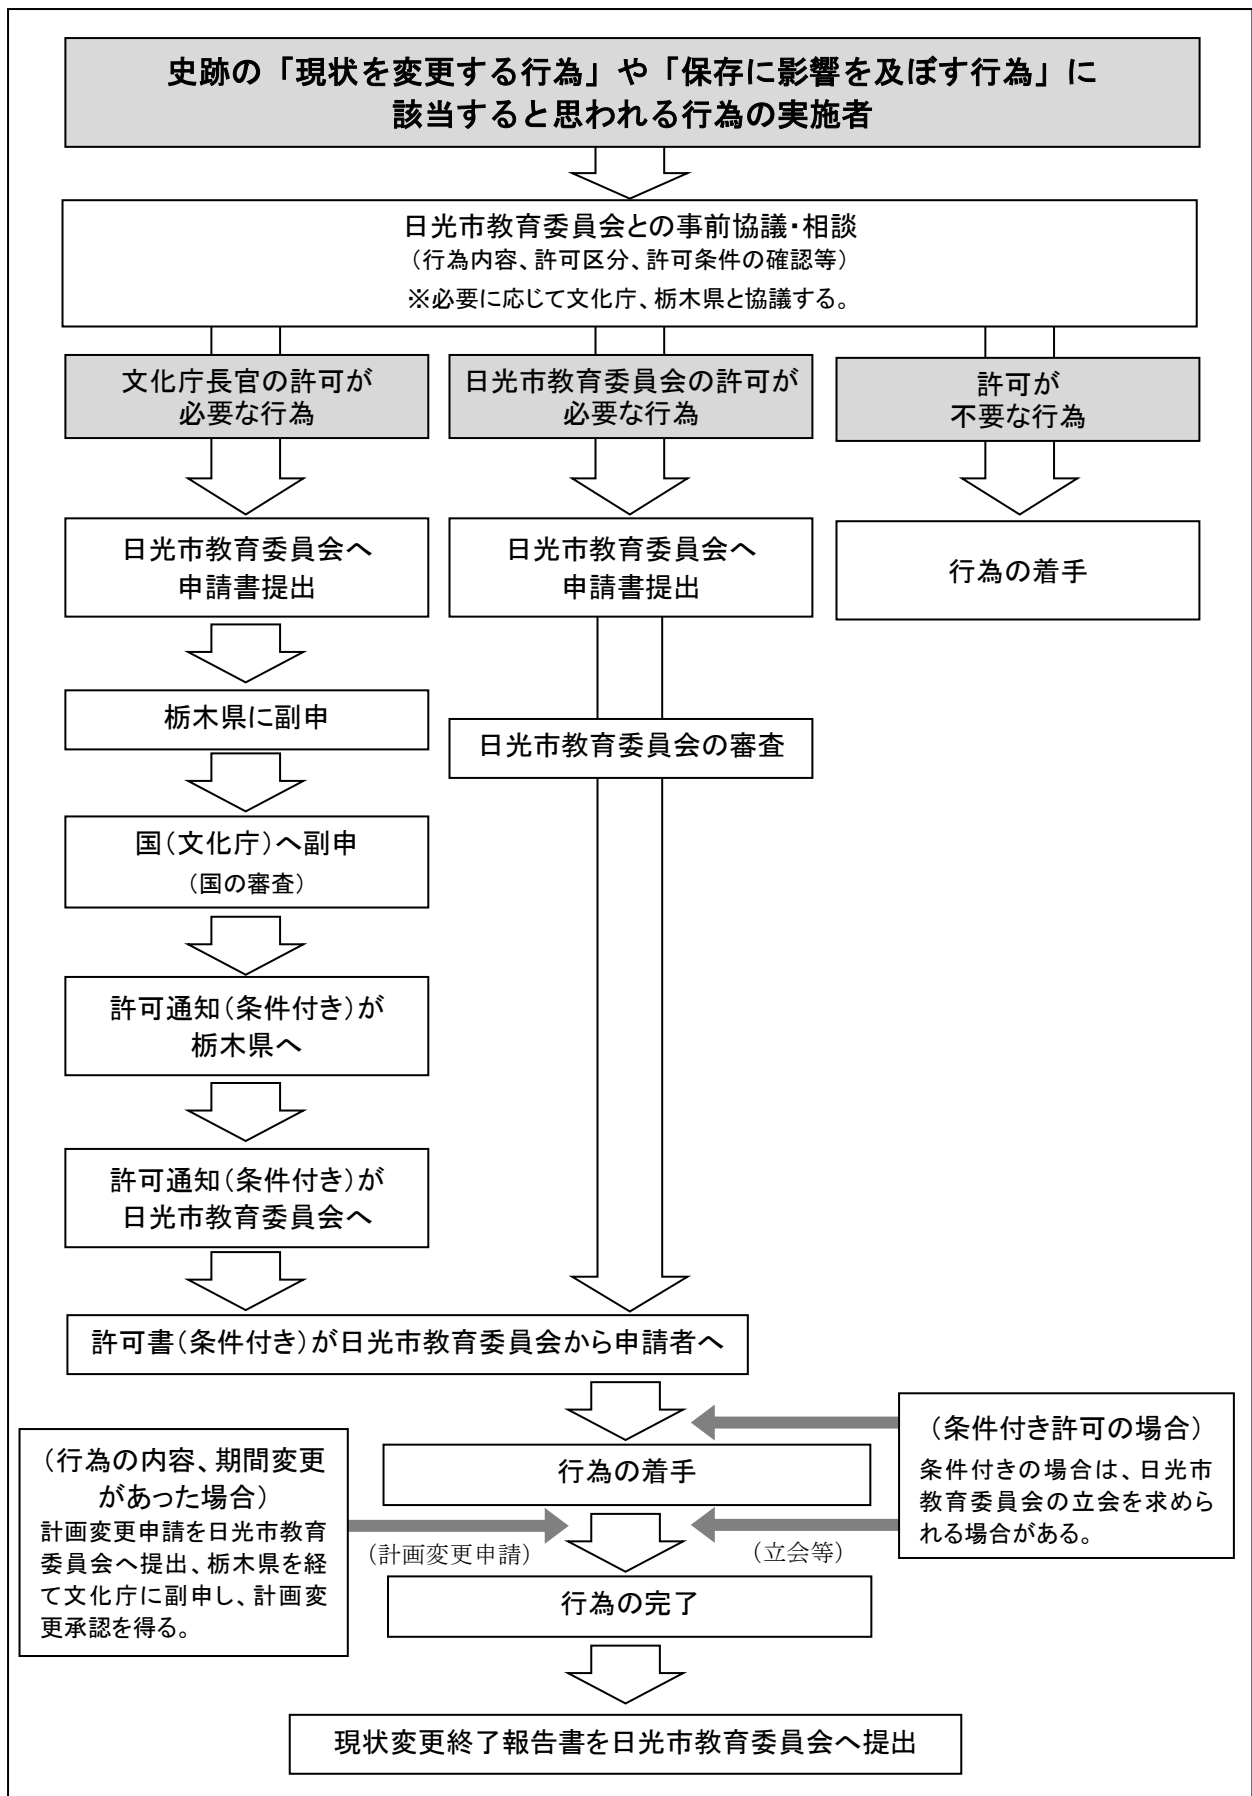 史跡の「現状を変更する行為」や「保存に影響を及ぼす行為」に
該当すると思われる行為の実施者
日光市教育委員会との事前協議・相談
（行為内容、許可区分、許可条件の確認等）
※必要に応じて文化庁、栃木県と協議する。
文化庁長官の許可が
必要な行為
日光市教育委員会の許可が
必要な行為
許可が
不要な行為
日光市教育委員会へ
申請書提出
日光市教育委員会へ
申請書提出
行為の着手
栃木県に副申
日光市教育委員会の審査
国（文化庁）へ副申
（国の審査）
許可通知（条件付き）が
栃木県へ
許可通知（条件付き）が
日光市教育委員会へ
許可書（条件付き）が日光市教育委員会から申請者へ
（条件付き許可の場合）
条件付きの場合は、日光市
教育委員会の立会を求めら
れる場合がある。
（行為の内容、期間変更
があった場合）
計画変更申請を日光市教育
委員会へ提出、栃木県を経
て文化庁に副申し、計画変
更承認を得る。
行為の着手
（計画変更申請）
（立会等）
行為の完了
現状変更終了報告書を日光市教育委員会へ提出